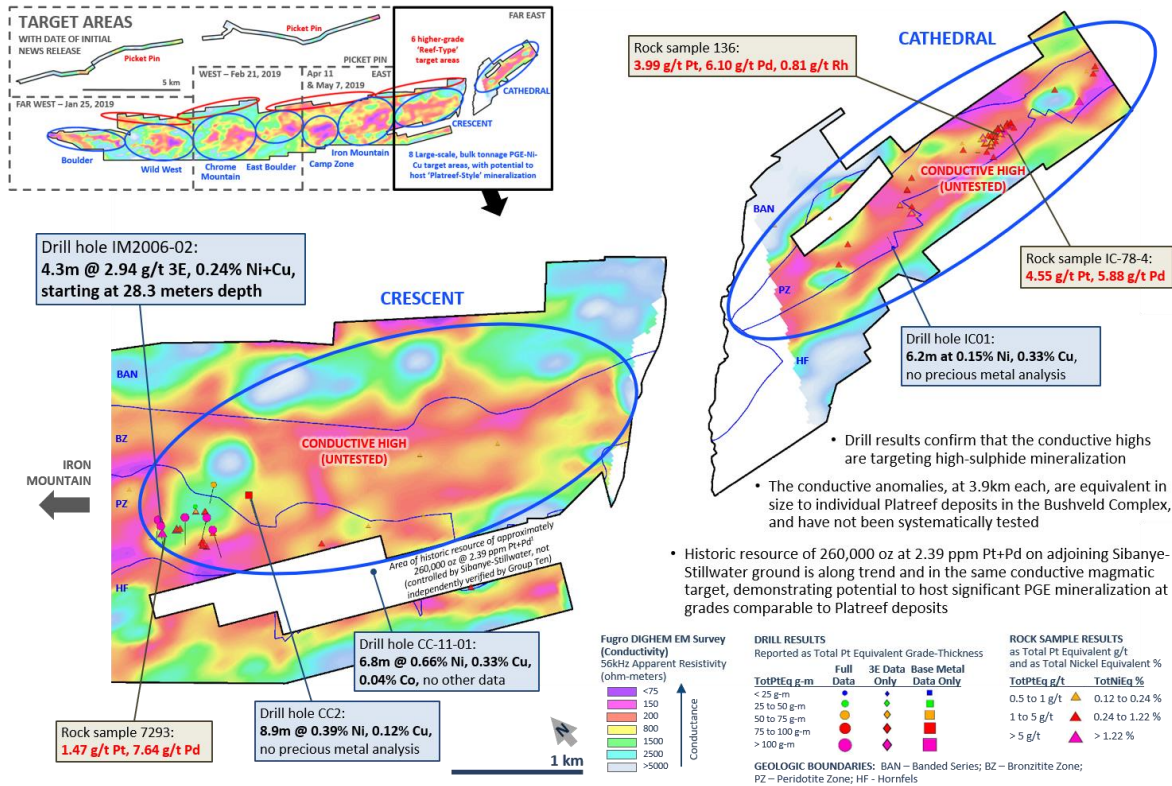 TARGET AREAS
WITH DATE OF INITIAL
NEWS RELEASE
Picket Pin
Picket Pin
5 km
FAR EAST
6 higher-grade
'Reef-Type'
target areas
PICKET PIN
WEST – Feb 21, 2019
Apr 11
& May 7, 2019
EAST
FAR WEST – Jan 25, 2019
CATHEDRAL
CRESCENT
Boulder
Wild West
Chrome
Mountain
East Boulder
Camp Zone
Iron Mountain
8 Large-scale, bulk tonnage PGE-Ni-
Cu target areas, with potential to
host 'Platreef-Style' mineralization
Rock sample 136:
3.99 g/t Pt, 6.10 g/t Pd, 0.81 g/t Rh
CATHEDRAL
CONDUCTIVE HIGH
(UNTESTED)
BAN
PZ
HF
Rock sample IC-78-4:
4.55 g/t Pt, 5.88 g/t Pd
Drill hole IC01:
6.2m at 0.15% Ni, 0.33% Cu,
no precious metal analysis
Drill hole IM2006-02:
4.3m @ 2.94 g/t 3E, 0.24% Ni+Cu,
starting at 28.3 meters depth
CRESCENT
BAN
BZ
CONDUCTIVE HIGH
(UNTESTED)
IRON
MOUNTAIN
PZ
HF
Area of historic resource of approximately
260,000 oz @ 2.39 ppm Pt+Pd¹
(controlled by Sibanye-Stillwater, not
independently verified by Group Ten)
Drill hole CC-11-01:
6.8m @ 0.66% Ni, 0.33% Cu,
0.04% Co, no other data
Drill hole CC2:
8.9m @ 0.39% Ni, 0.12% Cu,
no precious metal analysis
Rock sample 7293:
1.47 g/t Pt, 7.64 g/t Pd
N
1 km
• Drill results confirm that the conductive highs
are targeting high-sulphide mineralization
• The conductive anomalies, at 3.9km each, are equivalent in
size to individual Platreef deposits in the Bushveld Complex,
and have not been systematically tested
• Historic resource of 260,000 oz at 2.39 ppm Pt+Pd on adjoining Sibanye-
Stillwater ground is along trend and in the same conductive magmatic
target, demonstrating potential to host significant PGE mineralization at
grades comparable to Platreef deposits
Fugro DIGHEM EM Survey
(Conductivity)
56kHz Apparent Resistivity
(ohm-meters)
<75
150
200
800
1500
2500
>5000
Conductance
DRILL RESULTS
Reported as Total Pt Equivalent Grade-Thickness
TotPtEq g-m
Full
Data
3E Data
Only
Base Metal
Data Only
< 25 g-m
25 to 50 g-m
50 to 75 g-m
75 to 100 g-m
> 100 g-m
ROCK SAMPLE RESULTS
as Total Pt Equivalent g/t
and as Total Nickel Equivalent %
TotPtEq g/t TotNiEq %
0.5 to 1 g/t 0.12 to 0.24 %
1 to 5 g/t 0.24 to 1.22 %
> 5 g/t > 1.22 %
GEOLOGIC BOUNDARIES: BAN – Banded Series; BZ – Bronzitite Zone;
PZ – Peridotite Zone; HF - Hornfels